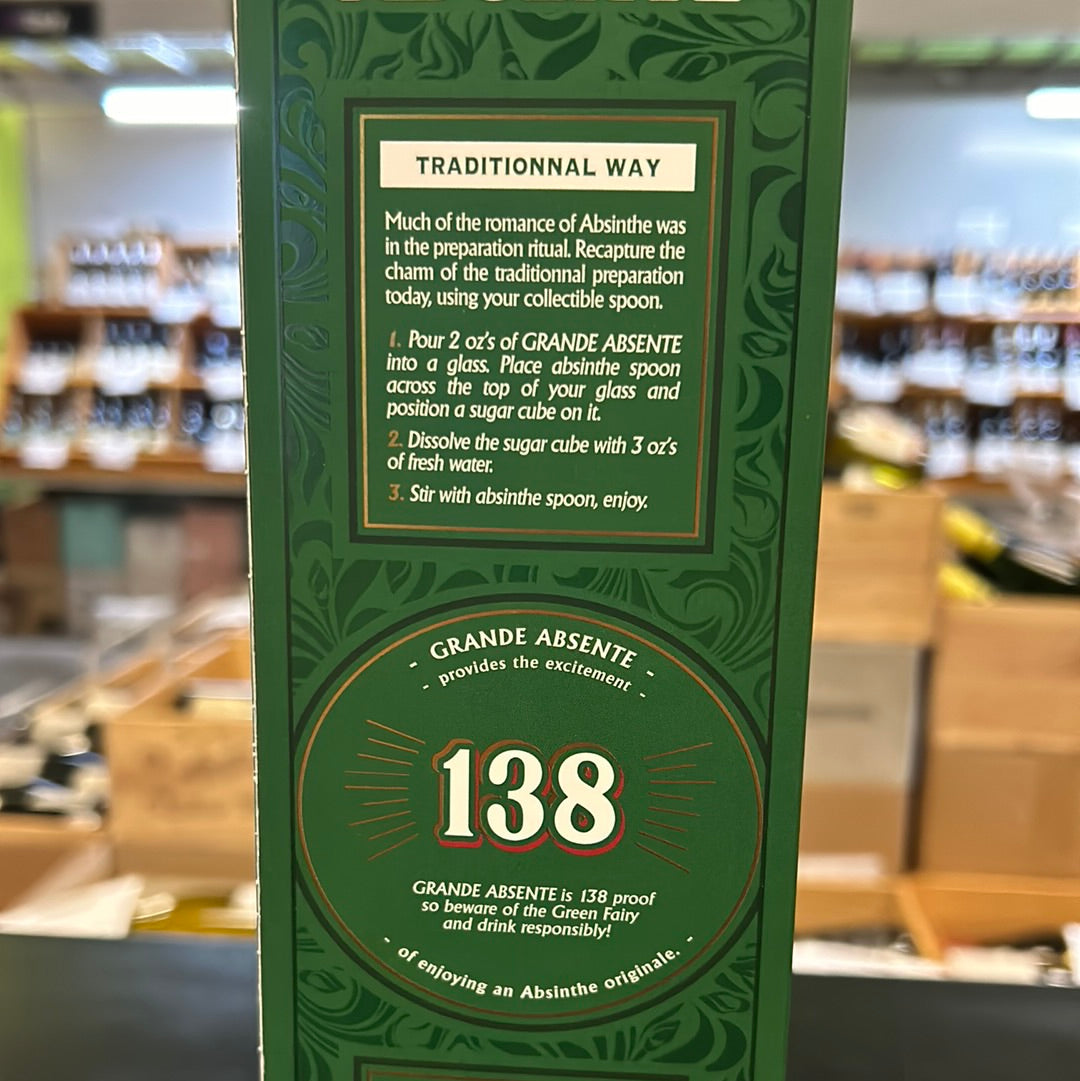 TRADITIONNAL WAY
Much of the romance of Absinthe was
in the preparation ritual. Recapture the
charm of the traditionnal preparation
today, using your collectible spoon.
1. Pour 2 oz's of GRANDE ABSENTE
into a glass. Place absinthe spoon
across the top of your glass and
position a sugar cube on it.
2. Dissolve the sugar cube with 3 oz's
of fresh water.
3. Stir with absinthe spoon, enjoy.
- GRANDE ABSENTE -
- provides the excitement -
138
GRANDE ABSENTE is 138 proof
so beware of the Green Fairy
and drink responsibly!
- of enjoying an Absinthe originale. -